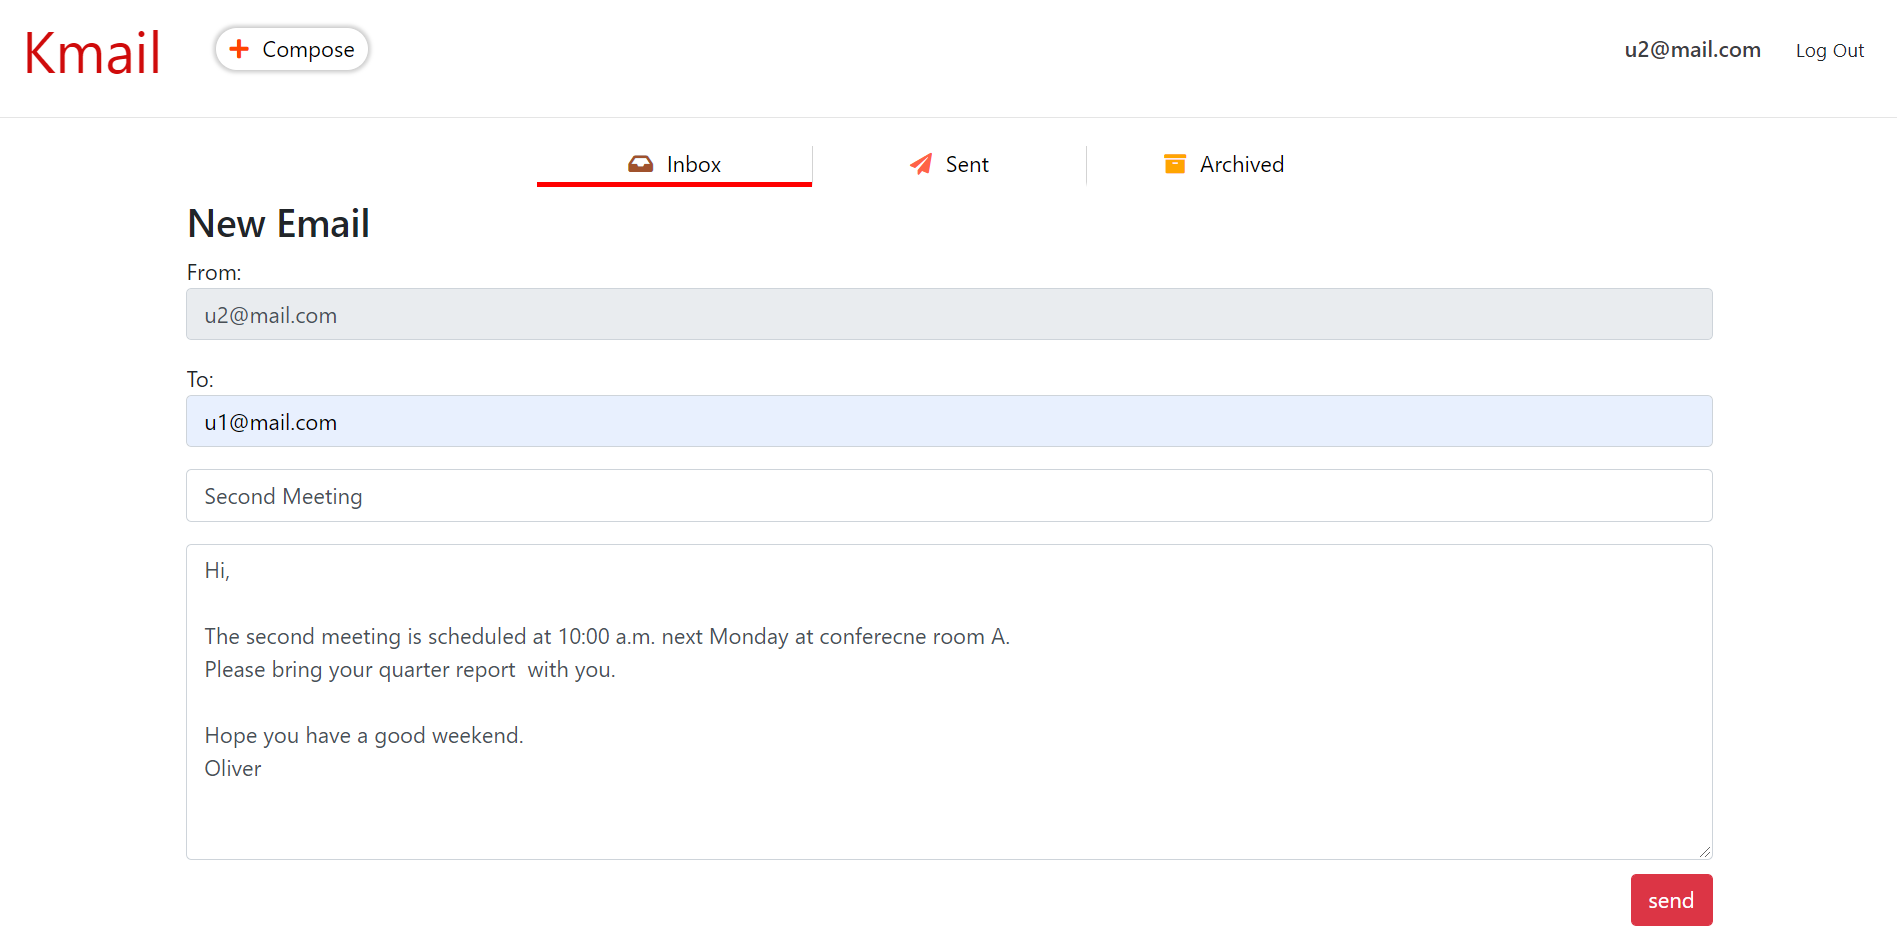 Kmail
Compose
u2@mail.com
Log Out
Inbox
Sent
Archived
New Email
From:
u2@mail.com
To:
u1@mail.com
Second Meeting
Hi,
The second meeting is scheduled at 10:00 a.m. next Monday at conferecne room A.
Please bring your quarter report  with you.
Hope you have a good weekend.
Oliver
send